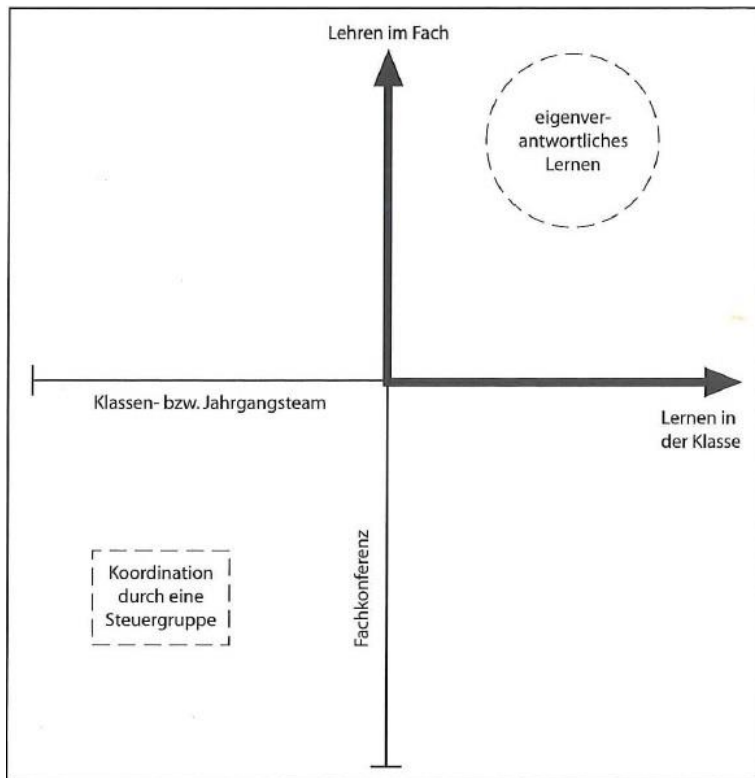 Lehren im Fach
eigenver-
antwortliches
Lernen
Klassen- bzw. Jahrgangsteam
Lernen in
der Klasse
Koordination
durch eine
Steuergruppe
Fachkonferenz